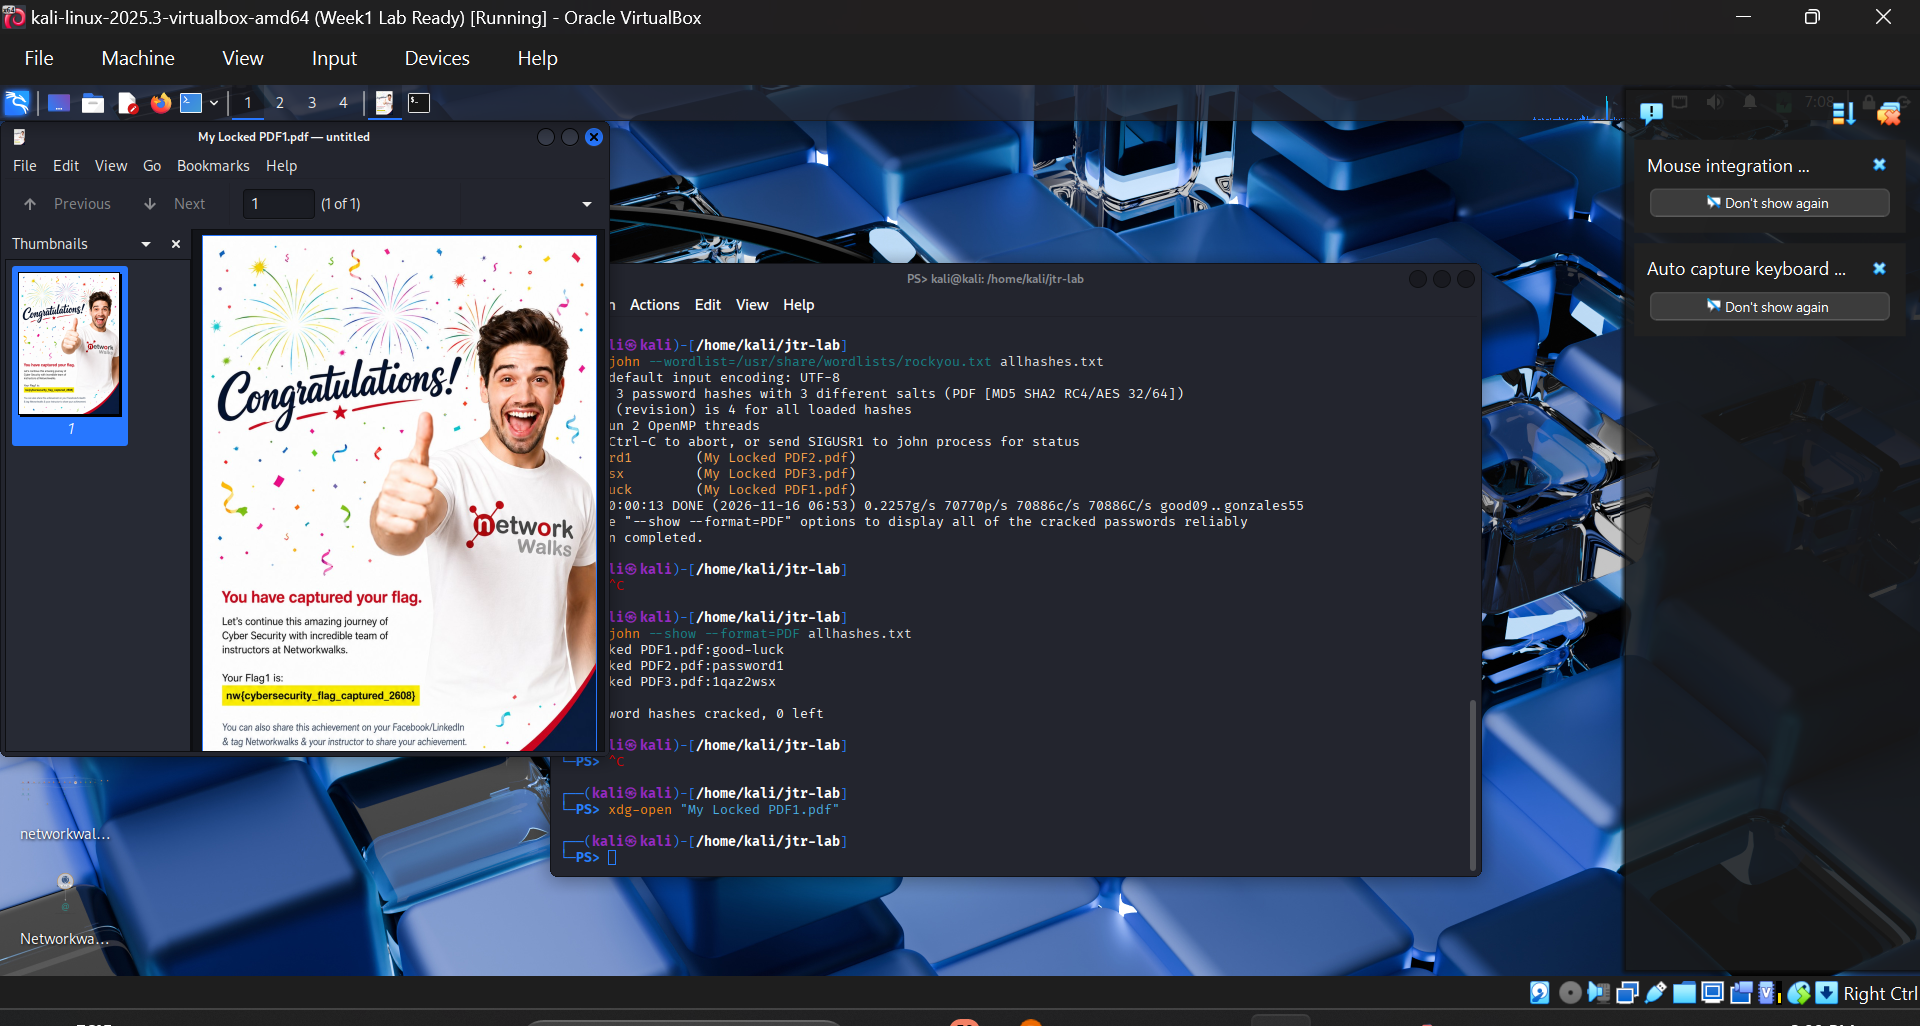 kali-linux-2025.3-virtualbox-amd64 (Week1 Lab Ready) [Running] - Oracle VirtualBox
File Machine View Input Devices Help
1 2 3 4
7:08
My Locked PDF1.pdf — untitled
File Edit View Go Bookmarks Help
Previous Next 1 (1 of 1)
Thumbnails
1
Congratulations!
network
Walks
You have captured your flag.
Let's continue this amazing journey of
Cyber Security with incredible team of
instructors at Networkwalks.
Your Flag1 is:
nw{cybersecurity_flag_captured_2608}
You can also share this achievement on your Facebook/LinkedIn
& tag Networkwalks & your instructor to share your achievement.
PS> kali@kali: /home/kali/jtr-lab
n Actions Edit View Help
li㉿kali)-[/home/kali/jtr-lab]
john --wordlist=/usr/share/wordlists/rockyou.txt allhashes.txt
default input encoding: UTF-8
3 password hashes with 3 different salts (PDF [MD5 SHA2 RC4/AES 32/64])
(revision) is 4 for all loaded hashes
un 2 OpenMP threads
Ctrl-C to abort, or send SIGUSR1 to john process for status
rd1 (My Locked PDF2.pdf)
sx (My Locked PDF3.pdf)
uck (My Locked PDF1.pdf)
0:00:13 DONE (2026-11-16 06:53) 0.2257g/s 70770p/s 70886c/s 70886C/s good09..gonzales55
e "--show --format=PDF" options to display all of the cracked passwords reliably
n completed.
li㉿kali)-[/home/kali/jtr-lab]
^C
li㉿kali)-[/home/kali/jtr-lab]
john --show --format=PDF allhashes.txt
ked PDF1.pdf:good-luck
ked PDF2.pdf:password1
ked PDF3.pdf:1qaz2wsx
word hashes cracked, 0 left
li㉿kali)-[/home/kali/jtr-lab]
└─PS> ^C
┌──(kali㉿kali)-[/home/kali/jtr-lab]
└─PS> xdg-open "My Locked PDF1.pdf"
┌──(kali㉿kali)-[/home/kali/jtr-lab]
└─PS>
Mouse integration ...
Don't show again
Auto capture keyboard ...
Don't show again
networkwal...
Networkwa...
Right Ctrl